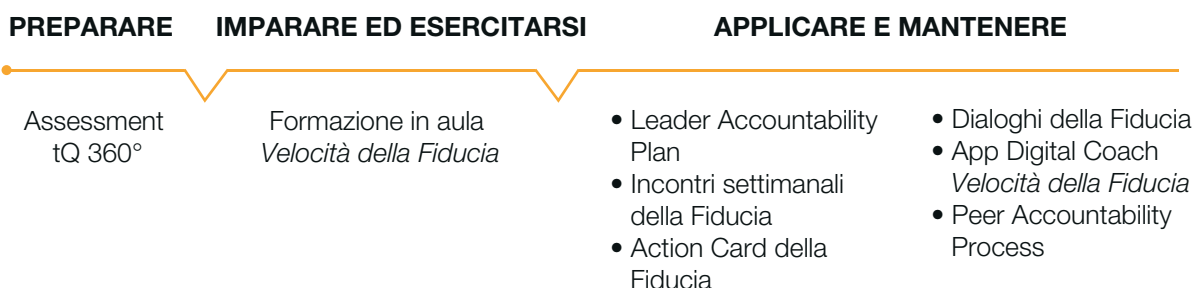 PREPARARE
IMPARARE ED ESERCITARSI
APPLICARE E MANTENERE
Assessment
tQ 360°
Formazione in aula
Velocità della Fiducia
• Leader Accountability
Plan
• Incontri settimanali
della Fiducia
• Action Card della
Fiducia
• Dialoghi della Fiducia
• App Digital Coach
Velocità della Fiducia
• Peer Accountability
Process